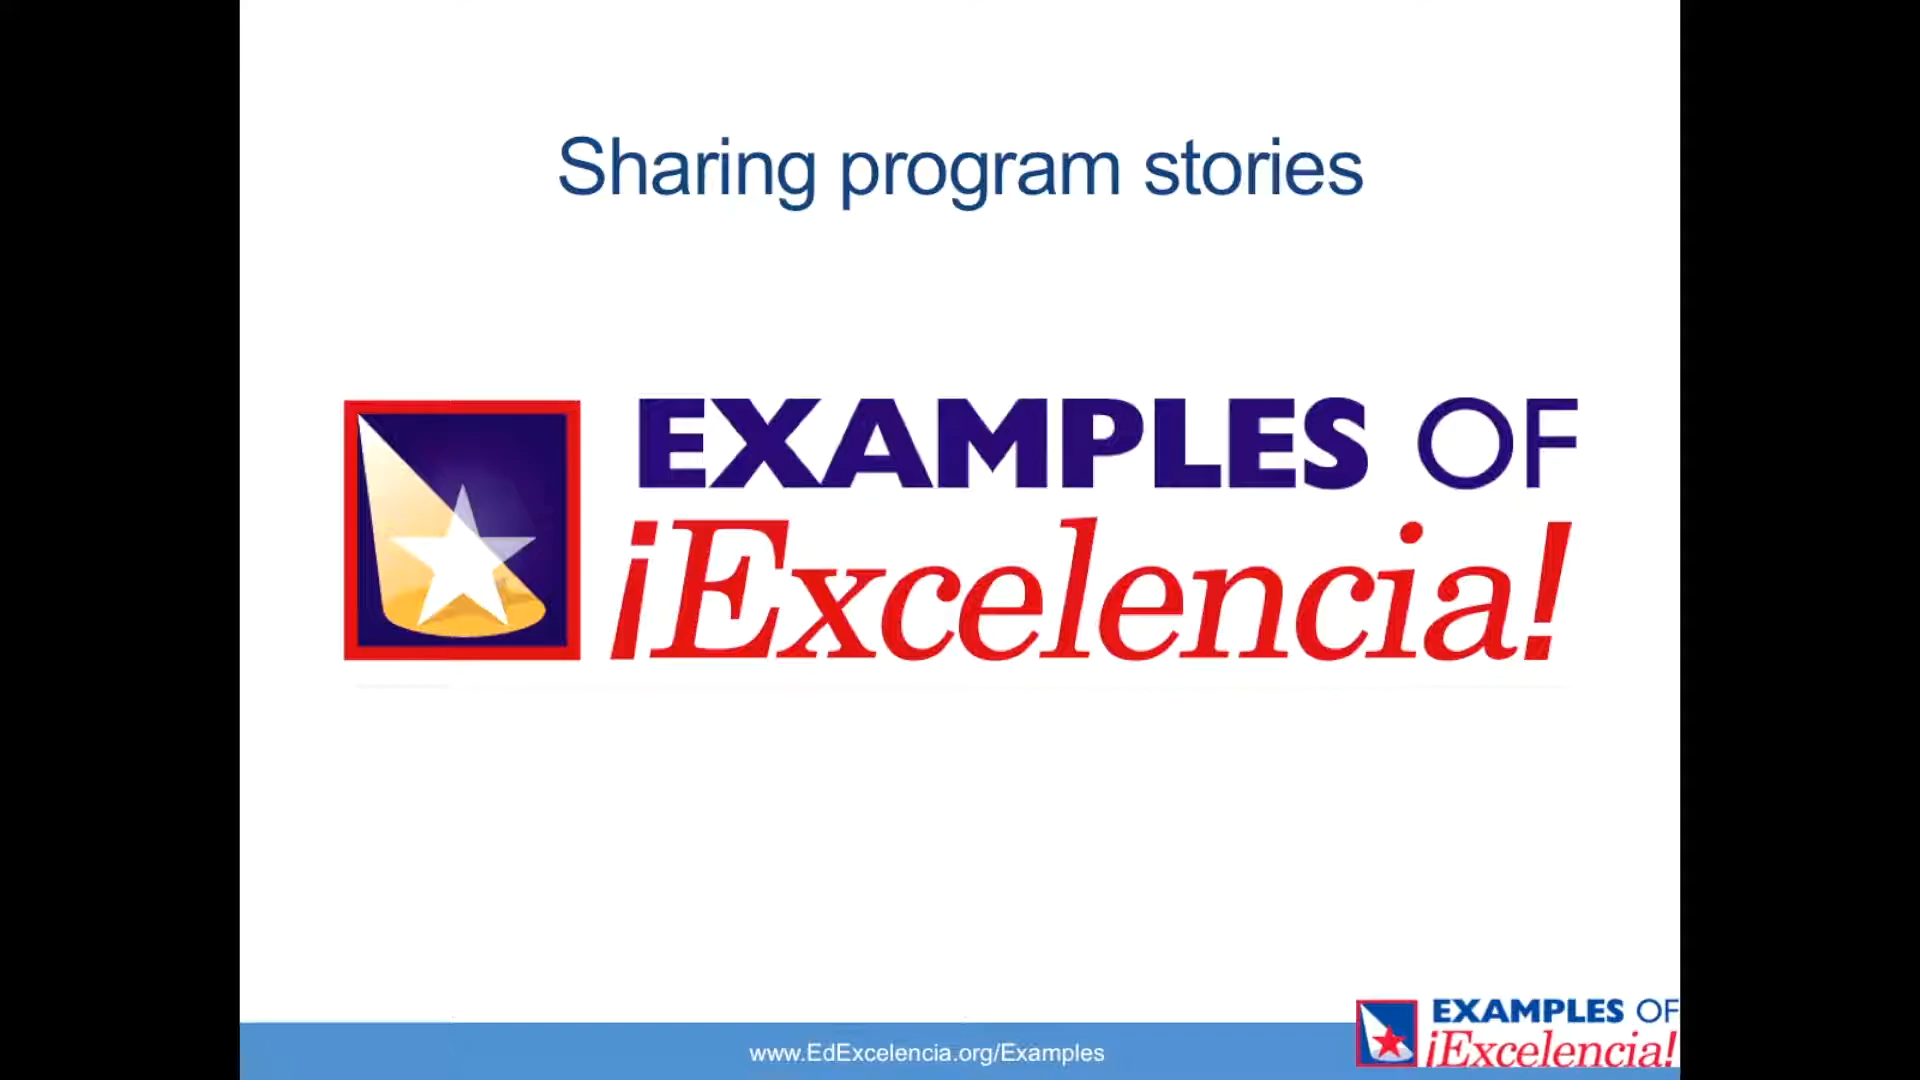 Sharing program stories
EXAMPLES OF
¡Excelencia!
www.EdExcelencia.org/Examples
EXAMPLES OF
¡Excelencia!